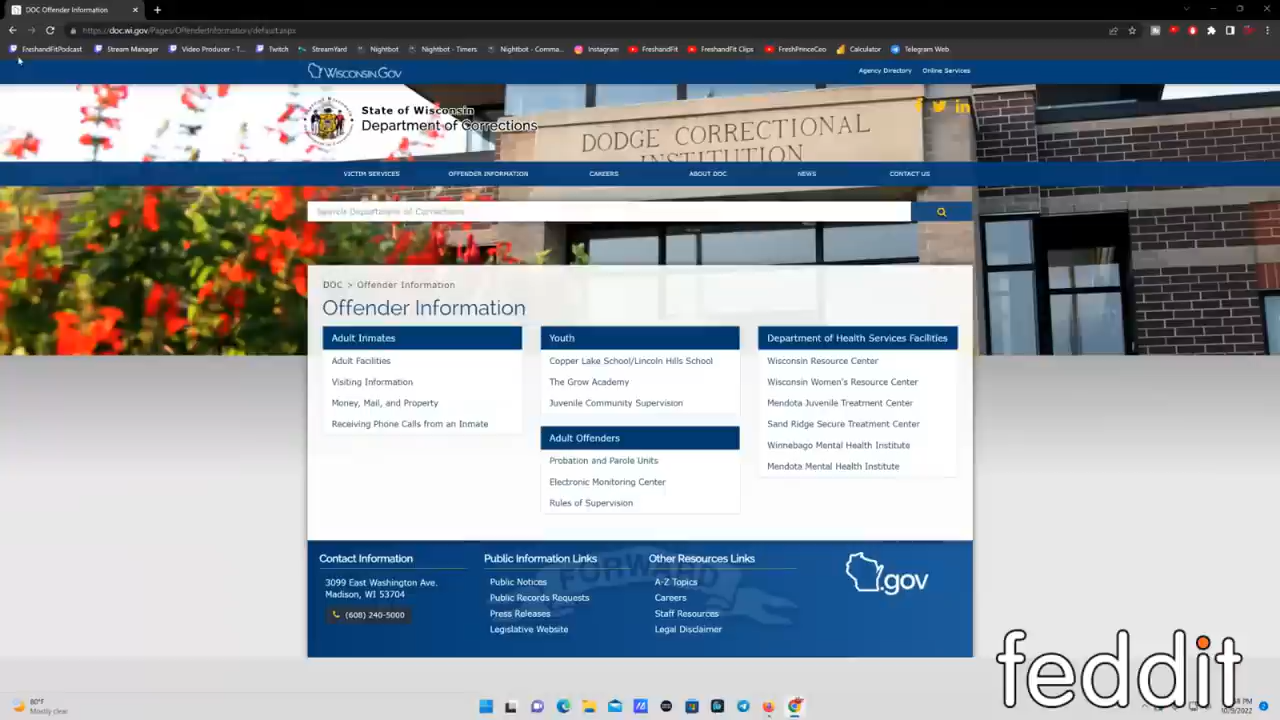 DOC Offender Information
https://doc.wi.gov/Pages/OffenderInformation/default.aspx
FreshandFitPodcast
Stream Manager
Video Producer - T...
Twitch
StreamYard
Nightbot
Nightbot - Timers
Nightbot - Comma...
Instagram
FreshandFit
FreshandFit Clips
FreshPrinceCeo
Calculator
Telegram Web
WISCONSIN.GOV
Agency Directory
Online Services
State of Wisconsin
Department of Corrections
DODGE CORRECTIONAL
INSTITUTION
VICTIM SERVICES
OFFENDER INFORMATION
CAREERS
ABOUT DOC
NEWS
CONTACT US
Search Department of Corrections
DOC > Offender Information
Offender Information
Adult Inmates
Adult Facilities
Visiting Information
Money, Mail, and Property
Receiving Phone Calls from an Inmate
Youth
Copper Lake School/Lincoln Hills School
The Grow Academy
Juvenile Community Supervision
Adult Offenders
Probation and Parole Units
Electronic Monitoring Center
Rules of Supervision
Department of Health Services Facilities
Wisconsin Resource Center
Wisconsin Women's Resource Center
Mendota Juvenile Treatment Center
Sand Ridge Secure Treatment Center
Winnebago Mental Health Institute
Mendota Mental Health Institute
Contact Information
3099 East Washington Ave.
Madison, WI 53704
(608) 240-5000
Public Information Links
Public Notices
Public Records Requests
Press Releases
Legislative Website
Other Resources Links
A-Z Topics
Careers
Staff Resources
Legal Disclaimer
FORWARD
.gov
feddit
80°F
Mostly clear
PM